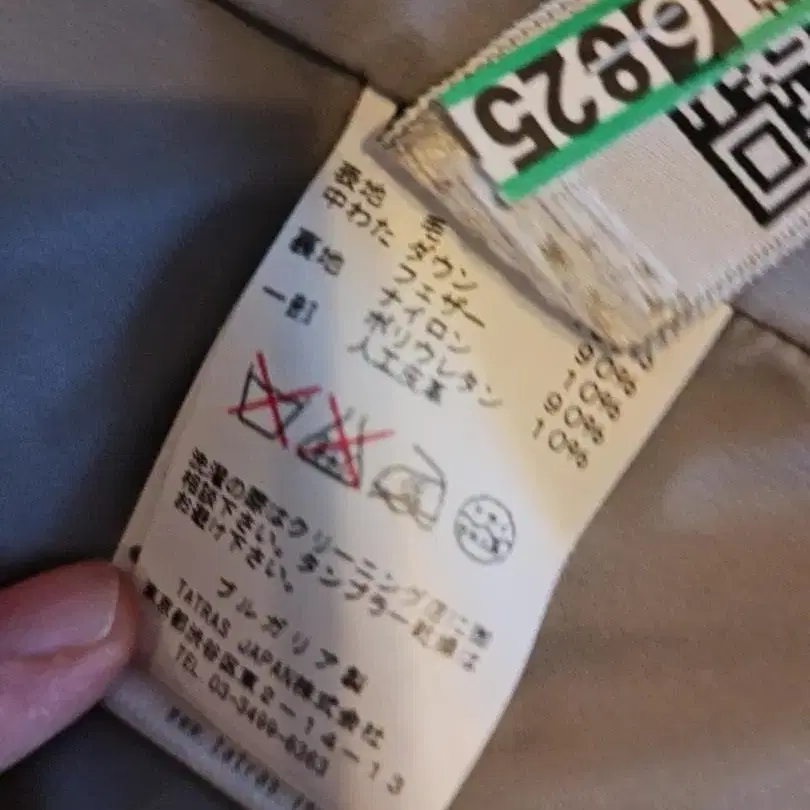 6825
表地 毛
中わた ダウン 90%
フェザー 10%
裏地 ナイロン 90%
ポリウレタン 10%
一部 人工皮革
洗濯の際はクリーニング店に御
相談下さい。タンブラー乾燥は
お避け下さい。
ブルガリア製
TATRAS JAPAN株式会社
東京都渋谷区東2-14-13
TEL 03-3499-6363
www.tatras